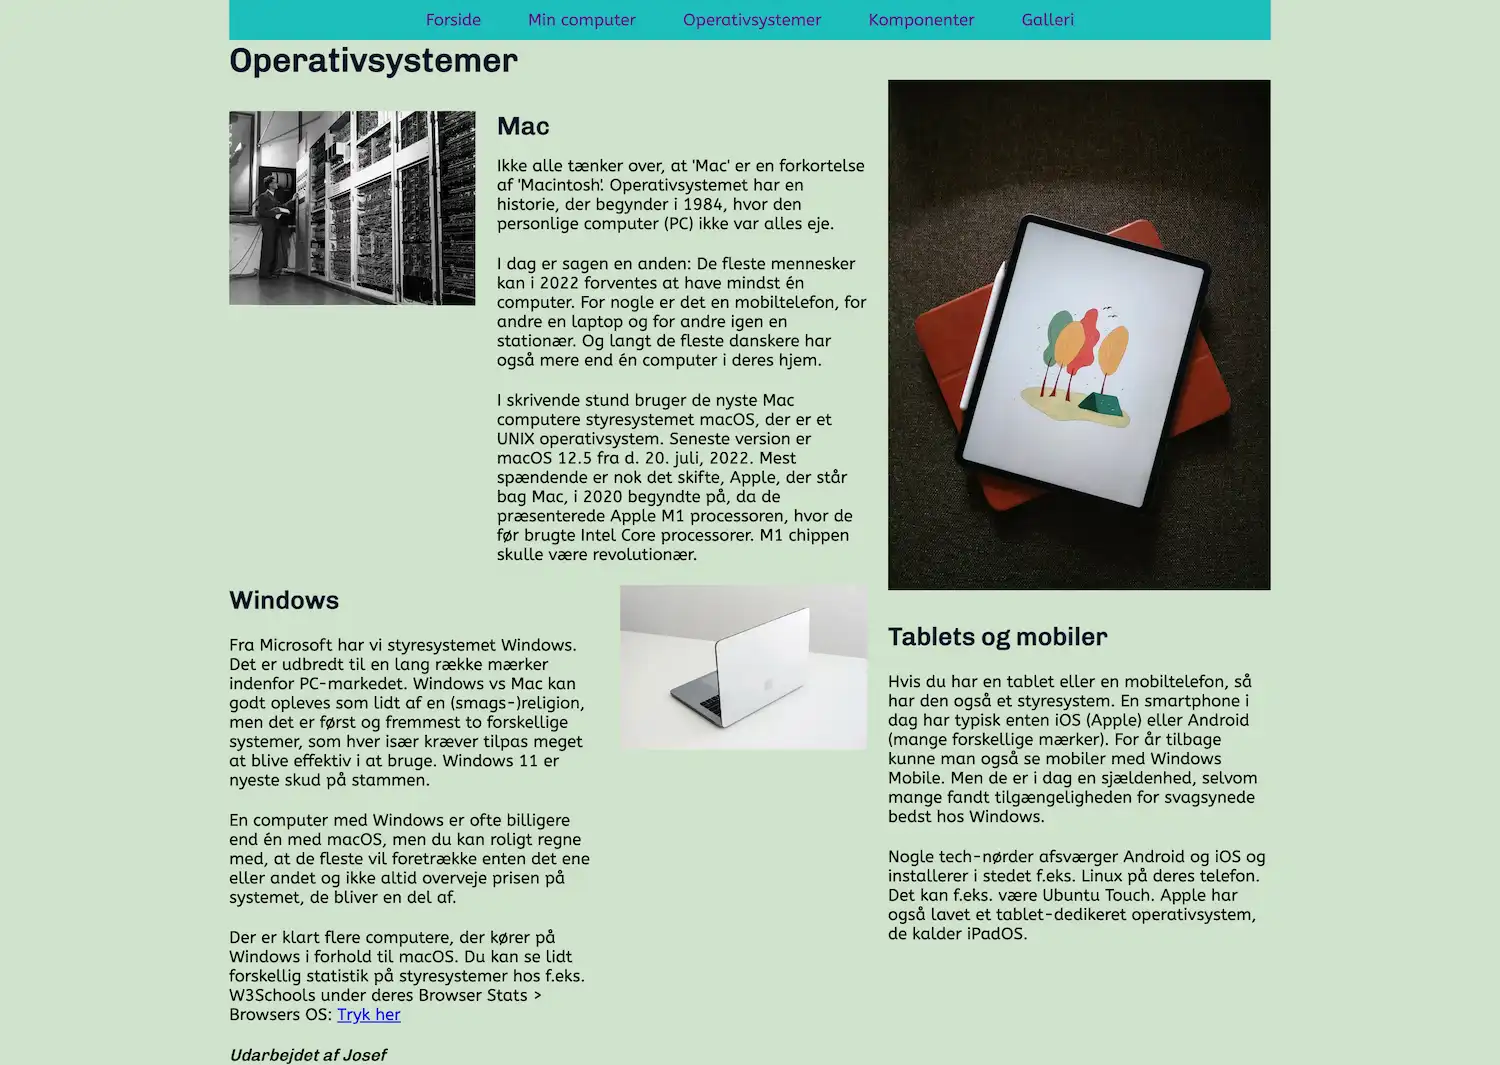 Forside Min computer Operativsystemer Komponenter Galleri
Operativsystemer
Mac
Ikke alle tænker over, at 'Mac' er en forkortelse
af 'Macintosh'. Operativsystemet har en
historie, der begynder i 1984, hvor den
personlige computer (PC) ikke var alles eje.
I dag er sagen en anden: De fleste mennesker
kan i 2022 forventes at have mindst én
computer. For nogle er det en mobiltelefon, for
andre en laptop og for andre igen en
stationær. Og langt de fleste danskere har
også mere end én computer i deres hjem.
I skrivende stund bruger de nyste Mac
computere styresystemet macOS, der er et
UNIX operativsystem. Seneste version er
macOS 12.5 fra d. 20. juli, 2022. Mest
spændende er nok det skifte, Apple, der står
bag Mac, i 2020 begyndte på, da de
præsenterede Apple M1 processoren, hvor de
før brugte Intel Core processorer. M1 chippen
skulle være revolutionær.
Windows
Fra Microsoft har vi styresystemet Windows.
Det er udbredt til en lang række mærker
indenfor PC-markedet. Windows vs Mac kan
godt opleves som lidt af en (smags-)religion,
men det er først og fremmest to forskellige
systemer, som hver især kræver tilpas meget
at blive effektiv i at bruge. Windows 11 er
nyeste skud på stammen.
En computer med Windows er ofte billigere
end én med macOS, men du kan roligt regne
med, at de fleste vil foretrække enten det ene
eller andet og ikke altid overveje prisen på
systemet, de bliver en del af.
Der er klart flere computere, der kører på
Windows i forhold til macOS. Du kan se lidt
forskellig statistik på styresystemer hos f.eks.
W3Schools under deres Browser Stats >
Browsers OS: Tryk her
Udarbejdet af Josef
Tablets og mobiler
Hvis du har en tablet eller en mobiltelefon, så
har den også et styresystem. En smartphone i
dag har typisk enten iOS (Apple) eller Android
(mange forskellige mærker). For år tilbage
kunne man også se mobiler med Windows
Mobile. Men de er i dag en sjældenhed, selvom
mange fandt tilgængeligheden for svagsynede
bedst hos Windows.
Nogle tech-nørder afsværger Android og iOS og
installerer i stedet f.eks. Linux på deres telefon.
Det kan f.eks. være Ubuntu Touch. Apple har
også lavet et tablet-dedikeret operativsystem,
de kalder iPadOS.